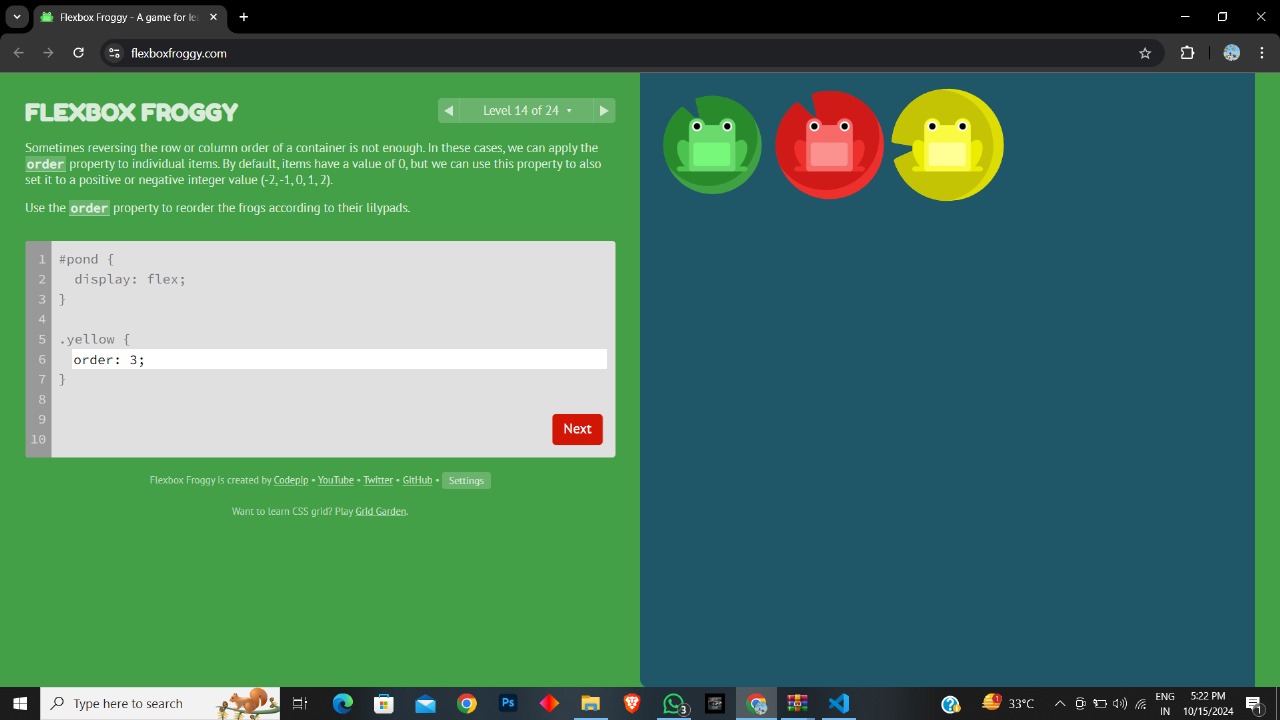 Flexbox Froggy - A game for le
flexboxfroggy.com
FLEXBOX FROGGY
Level 14 of 24
Sometimes reversing the row or column order of a container is not enough. In these cases, we can apply the
order property to individual items. By default, items have a value of 0, but we can use this property to also
set it to a positive or negative integer value (-2, -1, 0, 1, 2).
Use the order property to reorder the frogs according to their lilypads.
1 #pond {
2 display: flex;
3 }
4
5 .yellow {
6 order: 3;
7 }
8
9
10
Next
Flexbox Froggy is created by Codepip • YouTube • Twitter • GitHub • Settings
Want to learn CSS grid? Play Grid Garden.
Type here to search
Ps
3
1
33°C
ENG
IN
5:22 PM
10/15/2024
1